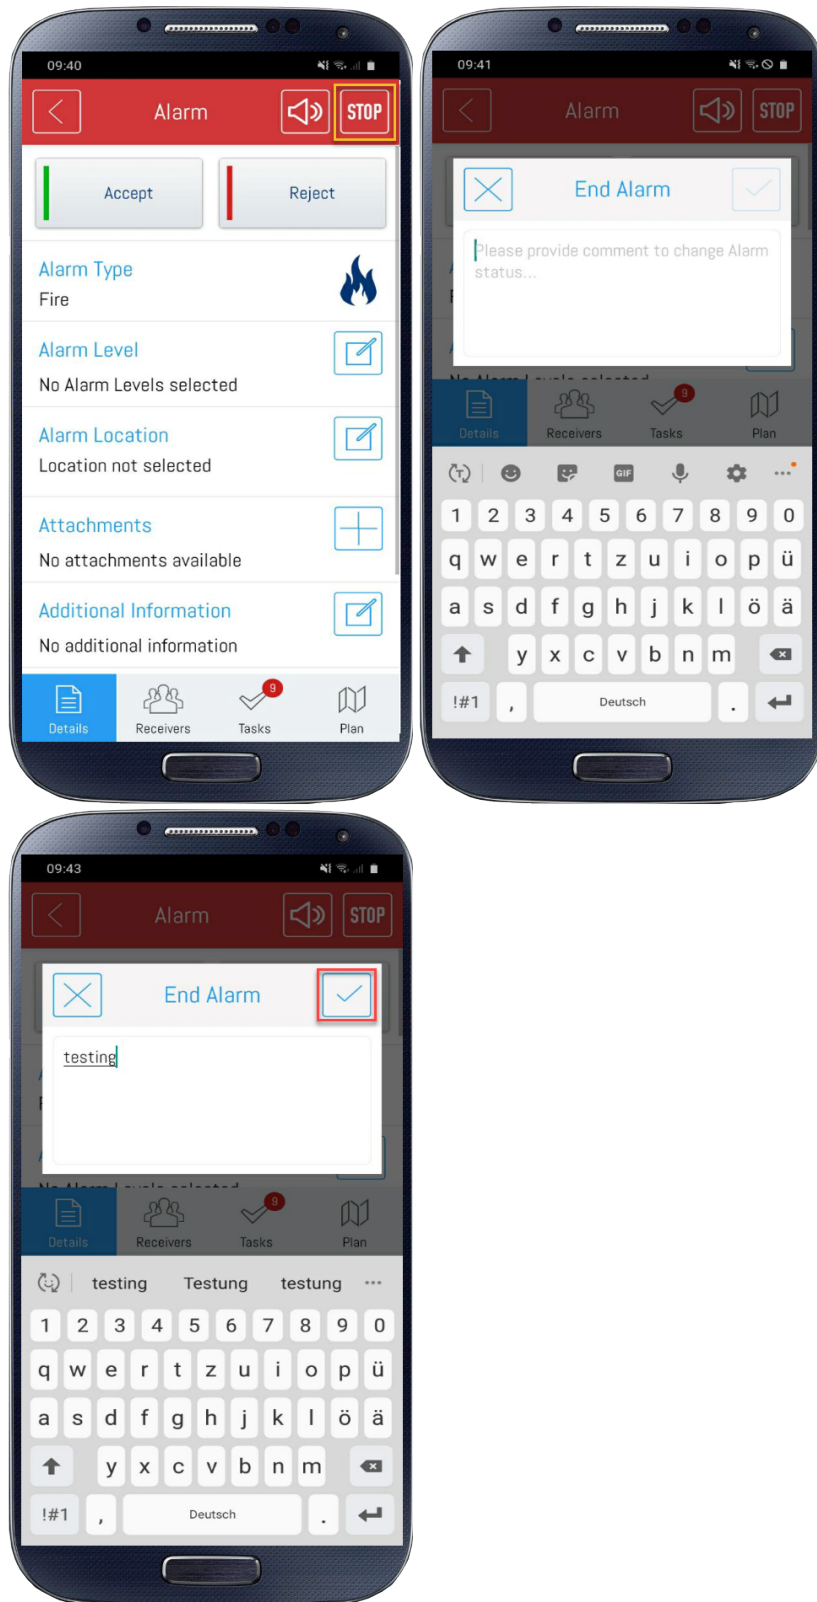 09:40
Alarm
STOP
Accept
Reject
Alarm Type
Fire
Alarm Level
No Alarm Levels selected
Alarm Location
Location not selected
Attachments
No attachments available
Additional Information
No additional information
9
Details
Receivers
Tasks
Plan
09:41
Alarm
STOP
End Alarm
Please provide comment to change Alarm
status...
9
Details
Receivers
Tasks
Plan
GIF
1 2 3 4 5 6 7 8 9 0
q w e r t z u i o p ü
a s d f g h j k l ö ä
y x c v b n m
!#1 , Deutsch .
09:43
Alarm
STOP
End Alarm
testing
9
Details
Receivers
Tasks
Plan
testing Testung testung ...
1 2 3 4 5 6 7 8 9 0
q w e r t z u i o p ü
a s d f g h j k l ö ä
y x c v b n m
!#1 , Deutsch .